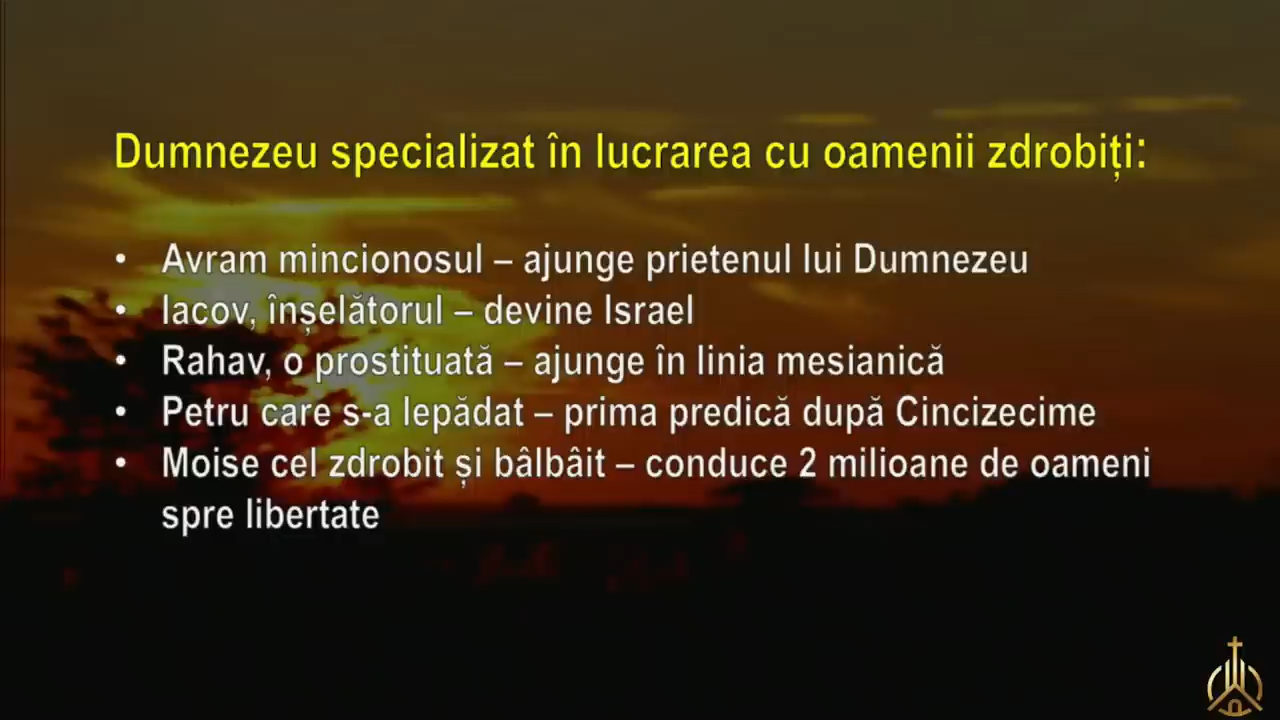 Dumnezeu specializat în lucrarea cu oamenii zdrobiți:
• Avram mincionosul – ajunge prietenul lui Dumnezeu
• Iacov, înșelătorul – devine Israel
• Rahav, o prostituată – ajunge în linia mesianică
• Petru care s-a lepădat – prima predică după Cincizecime
• Moise cel zdrobit și bâlbâit – conduce 2 milioane de oameni
spre libertate